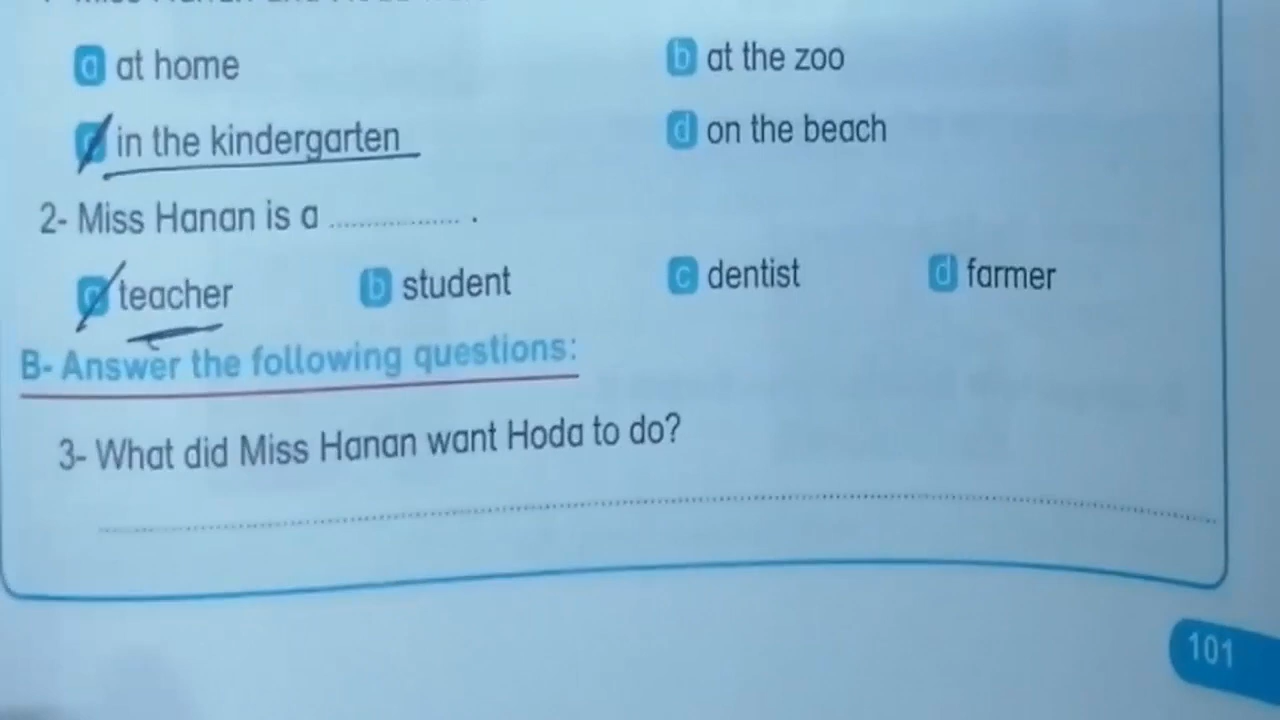 a at home b at the zoo
in the kindergarten d on the beach
2- Miss Hanan is a .................. .
teacher b student c dentist d farmer
B- Answer the following questions:
3- What did Miss Hanan want Hoda to do?
101